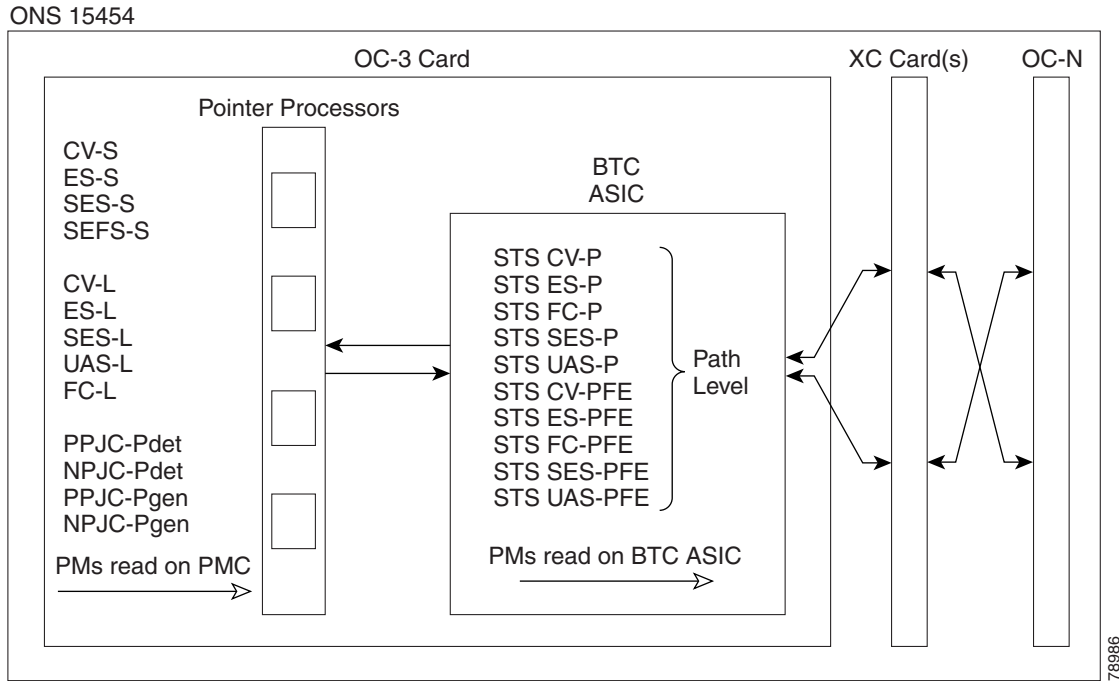 ONS 15454
OC-3 Card
XC Card(s)
OC-N
Pointer Processors
CV-S
ES-S
SES-S
SEFS-S
CV-L
ES-L
SES-L
UAS-L
FC-L
PPJC-Pdet
NPJC-Pdet
PPJC-Pgen
NPJC-Pgen
PMs read on PMC
BTC
ASIC
STS CV-P
STS ES-P
STS FC-P
STS SES-P
STS UAS-P
STS CV-PFE
STS ES-PFE
STS FC-PFE
STS SES-PFE
STS UAS-PFE
Path
Level
PMs read on BTC ASIC
78986